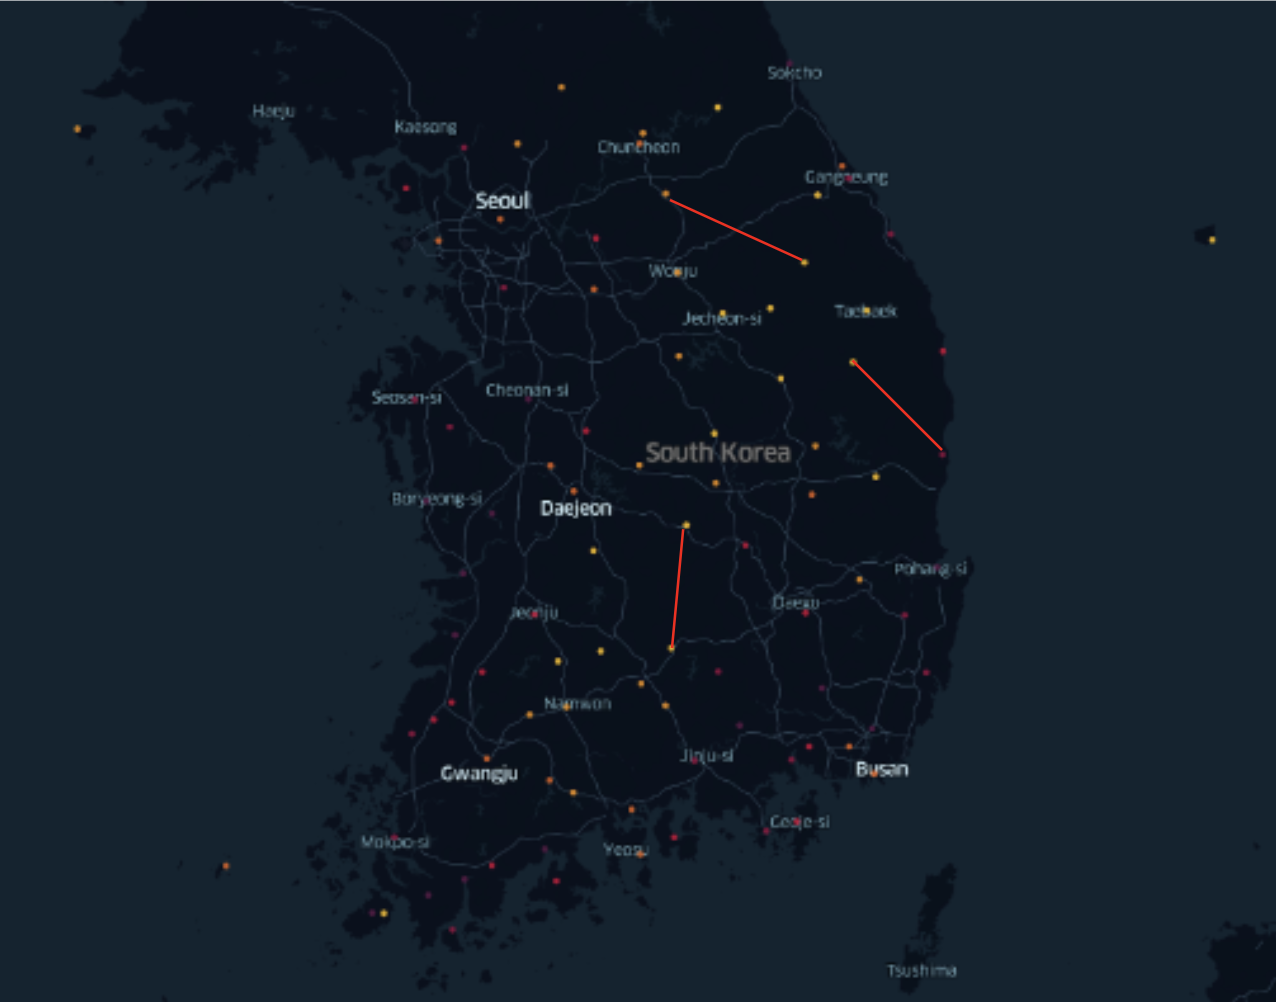 Sokcho
Haeju
Kaesong
Chuncheon
Gangneung
Seoul
Wonju
Taebaek
Jecheon-si
Cheonan-si
Seosan-si
South Korea
Boryeong-si
Daejeon
Pohang-si
Daegu
Jeonju
Namwon
Jinju-si
Busan
Gwangju
Geoje-si
Mokpo-si
Yeosu
Tsushima